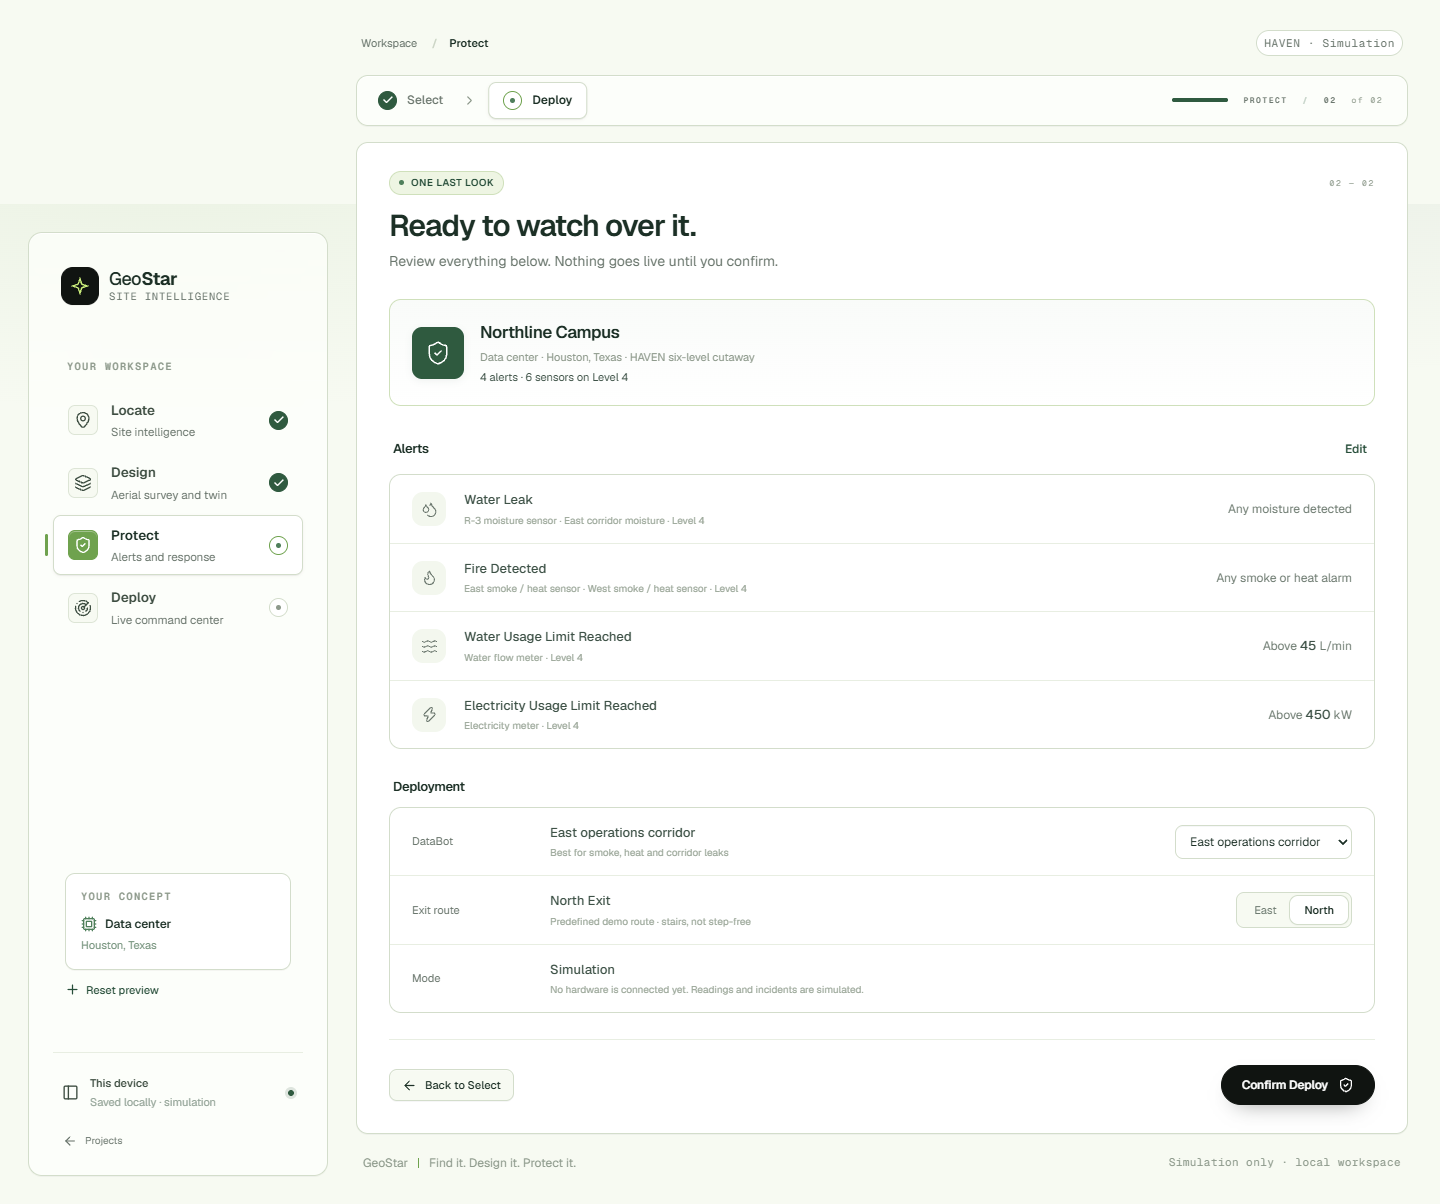 Workspace / Protect
HAVEN · Simulation
Select
Deploy
PROTECT / 02 of 02
GeoStar
SITE INTELLIGENCE
YOUR WORKSPACE
Locate
Site intelligence
Design
Aerial survey and twin
Protect
Alerts and response
Deploy
Live command center
YOUR CONCEPT
Data center
Houston, Texas
Reset preview
This device
Saved locally · simulation
Projects
ONE LAST LOOK
02 — 02
Ready to watch over it.
Review everything below. Nothing goes live until you confirm.
Northline Campus
Data center · Houston, Texas · HAVEN six-level cutaway
4 alerts · 6 sensors on Level 4
Alerts
Edit
Water Leak
R-3 moisture sensor · East corridor moisture · Level 4
Any moisture detected
Fire Detected
East smoke / heat sensor · West smoke / heat sensor · Level 4
Any smoke or heat alarm
Water Usage Limit Reached
Water flow meter · Level 4
Above 45 L/min
Electricity Usage Limit Reached
Electricity meter · Level 4
Above 450 kW
Deployment
DataBot
East operations corridor
Best for smoke, heat and corridor leaks
East operations corridor
Exit route
North Exit
Predefined demo route · stairs, not step-free
East
North
Mode
Simulation
No hardware is connected yet. Readings and incidents are simulated.
Back to Select
Confirm Deploy
GeoStar | Find it. Design it. Protect it.
Simulation only · local workspace